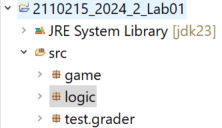 2110215_2024_2_Lab01
JRE System Library [jdk23]
src
game
logic
test.grader